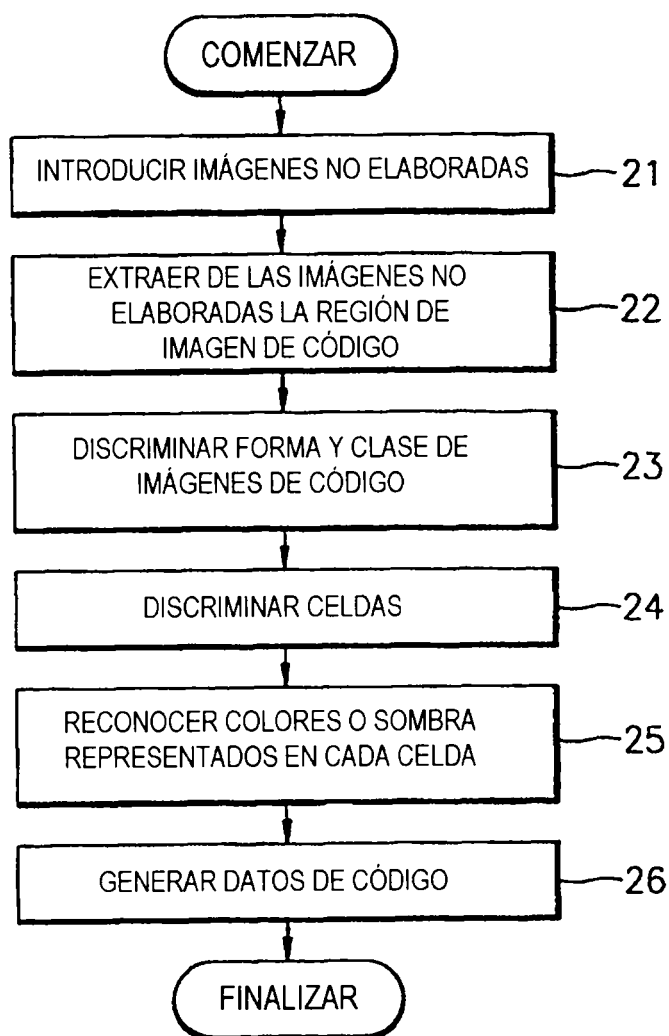 COMENZAR
INTRODUCIR IMÁGENES NO ELABORADAS
21
EXTRAER DE LAS IMÁGENES NO
ELABORADAS LA REGIÓN DE
IMAGEN DE CÓDIGO
22
DISCRIMINAR FORMA Y CLASE DE
IMÁGENES DE CÓDIGO
23
DISCRIMINAR CELDAS
24
RECONOCER COLORES O SOMBRA
REPRESENTADOS EN CADA CELDA
25
GENERAR DATOS DE CÓDIGO
26
FINALIZAR